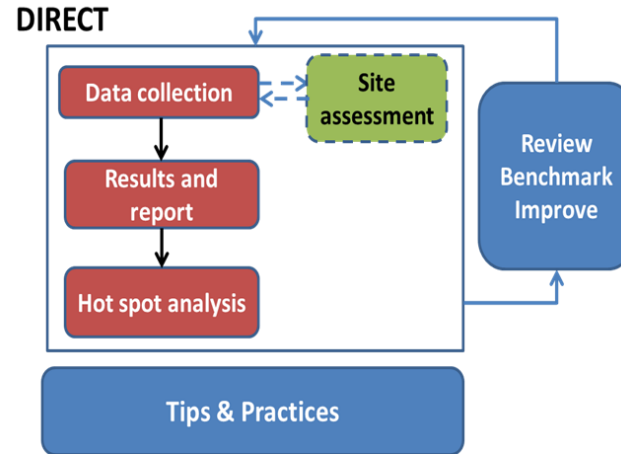 DIRECT
Data collection
Site
assessment
Results and
report
Hot spot analysis
Review
Benchmark
Improve
Tips & Practices